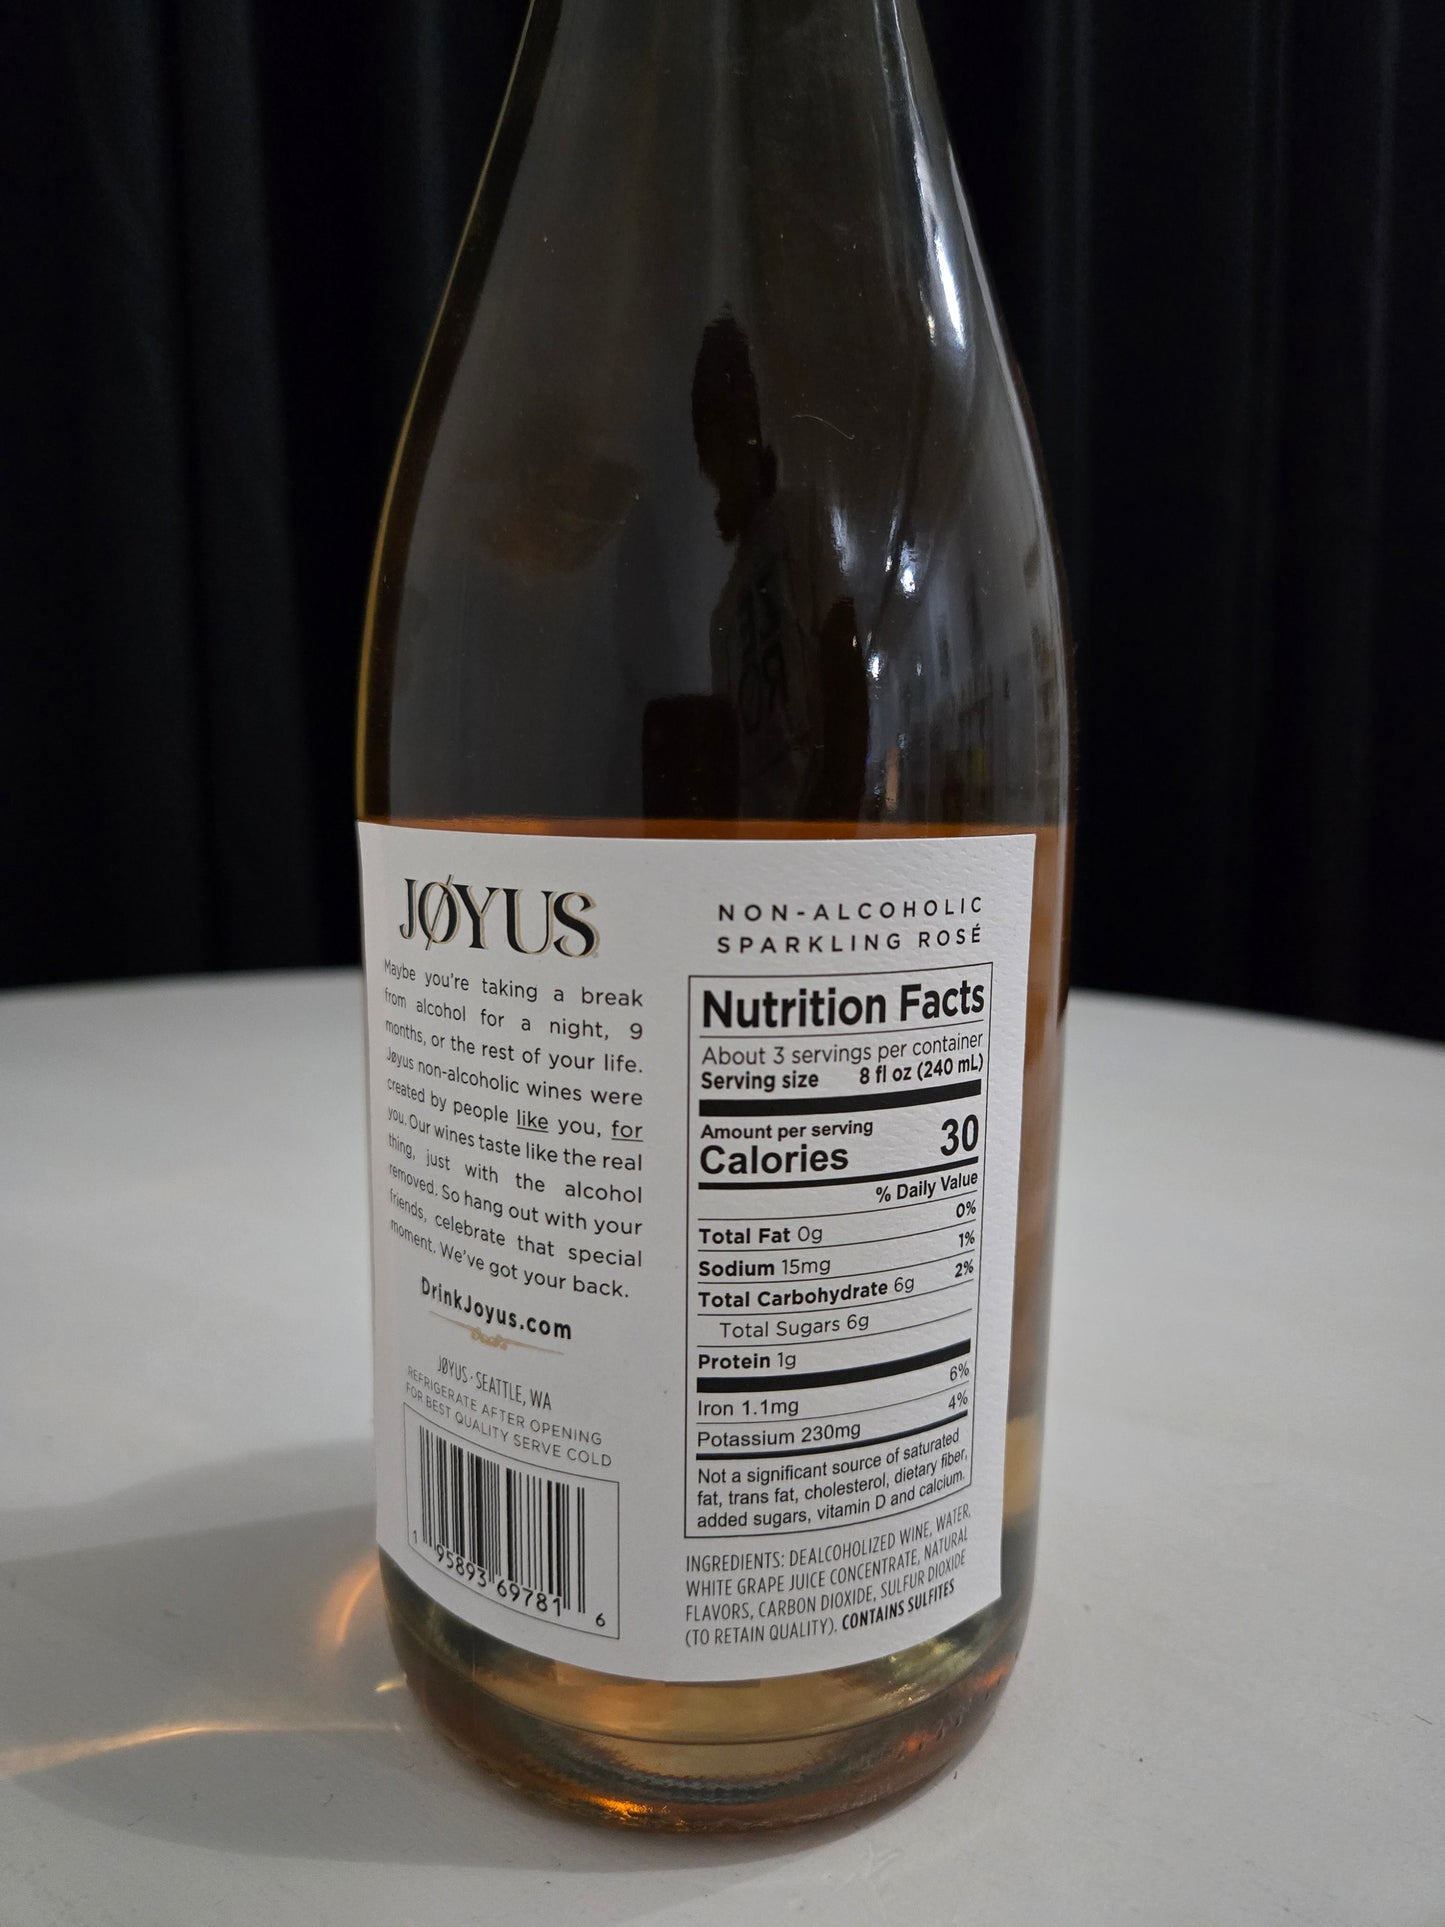 JØYUS
Maybe you're taking a break
from alcohol for a night, 9
months, or the rest of your life.
Jøyus non-alcoholic wines were
created by people like you, for
you. Our wines taste like the real
thing, just with the alcohol
removed. So hang out with your
friends, celebrate that special
moment. We've got your back.
DrinkJoyus.com
JØYUS · SEATTLE, WA
REFRIGERATE AFTER OPENING
FOR BEST QUALITY SERVE COLD
1 95893 69781 6
NON-ALCOHOLIC
SPARKLING ROSÉ
Nutrition Facts
About 3 servings per container
Serving size 8 fl oz (240 mL)
Amount per serving
Calories 30
% Daily Value
Total Fat 0g 0%
Sodium 15mg 1%
Total Carbohydrate 6g 2%
Total Sugars 6g
Protein 1g
Iron 1.1mg 6%
Potassium 230mg 4%
Not a significant source of saturated
fat, trans fat, cholesterol, dietary fiber,
added sugars, vitamin D and calcium.
INGREDIENTS: DEALCOHOLIZED WINE, WATER,
WHITE GRAPE JUICE CONCENTRATE, NATURAL
FLAVORS, CARBON DIOXIDE, SULFUR DIOXIDE
(TO RETAIN QUALITY). CONTAINS SULFITES